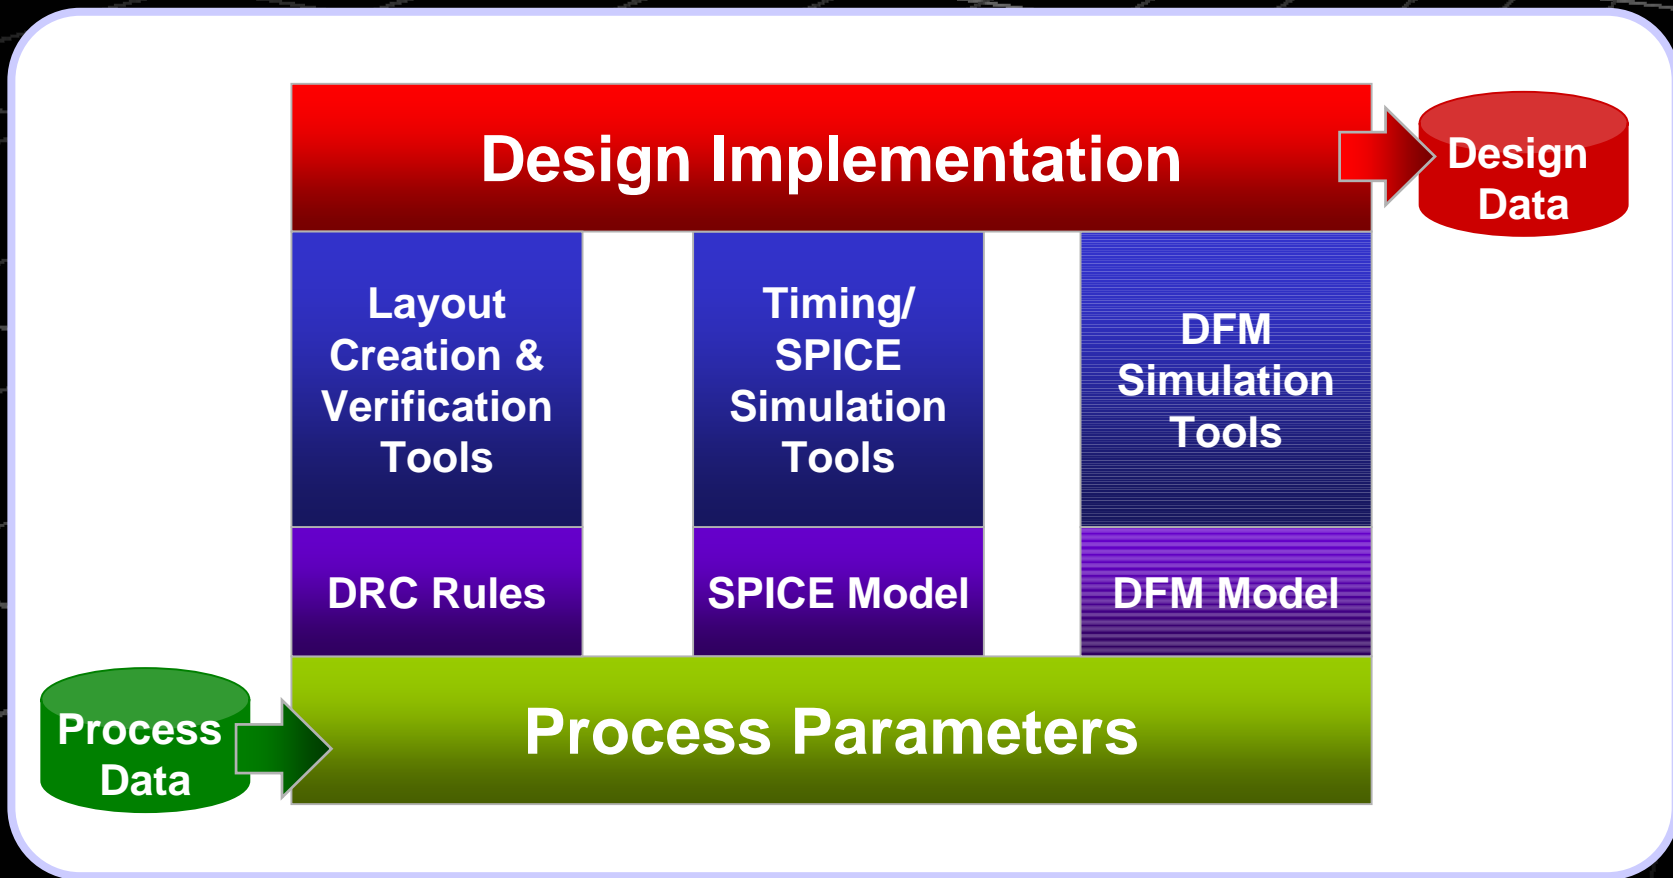 Design Implementation
Design
Data
Layout
Creation &
Verification
Tools
Timing/
SPICE
Simulation
Tools
DFM
Simulation
Tools
DRC Rules
SPICE Model
DFM Model
Process
Data
Process Parameters